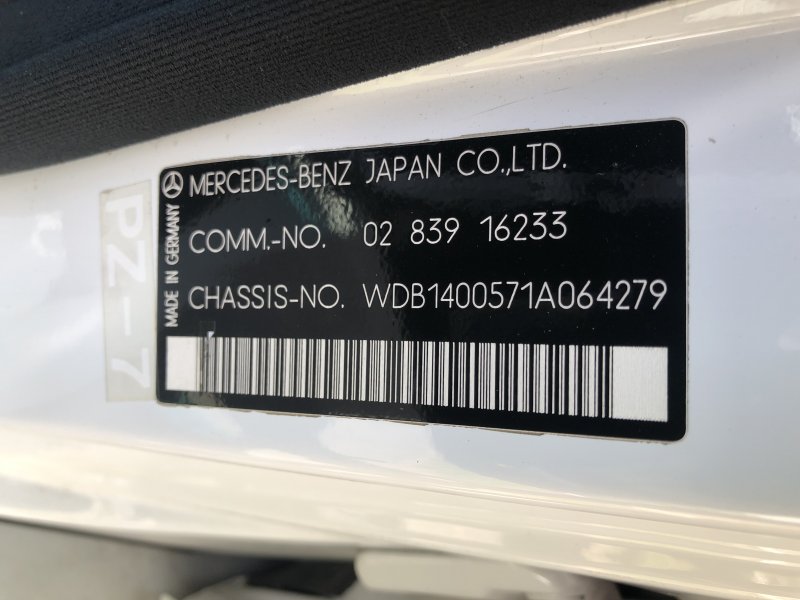 MERCEDES-BENZ JAPAN CO.,LTD.
COMM.-NO. 02 839 16233
CHASSIS-NO. WDB1400571A064279
MADE IN GERMANY
PZ-7